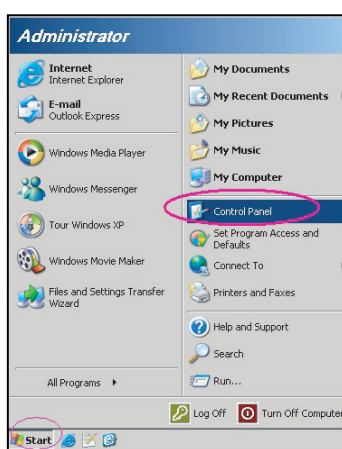 Administrator
Internet
Internet Explorer
E-mail
Outlook Express
Windows Media Player
Windows Messenger
Tour Windows XP
Windows Movie Maker
Files and Settings Transfer
Wizard
All Programs
My Documents
My Recent Documents
My Pictures
My Music
My Computer
Control Panel
Set Program Access and
Defaults
Connect To
Printers and Faxes
Help and Support
Search
Run...
Log Off
Turn Off Computer
Start